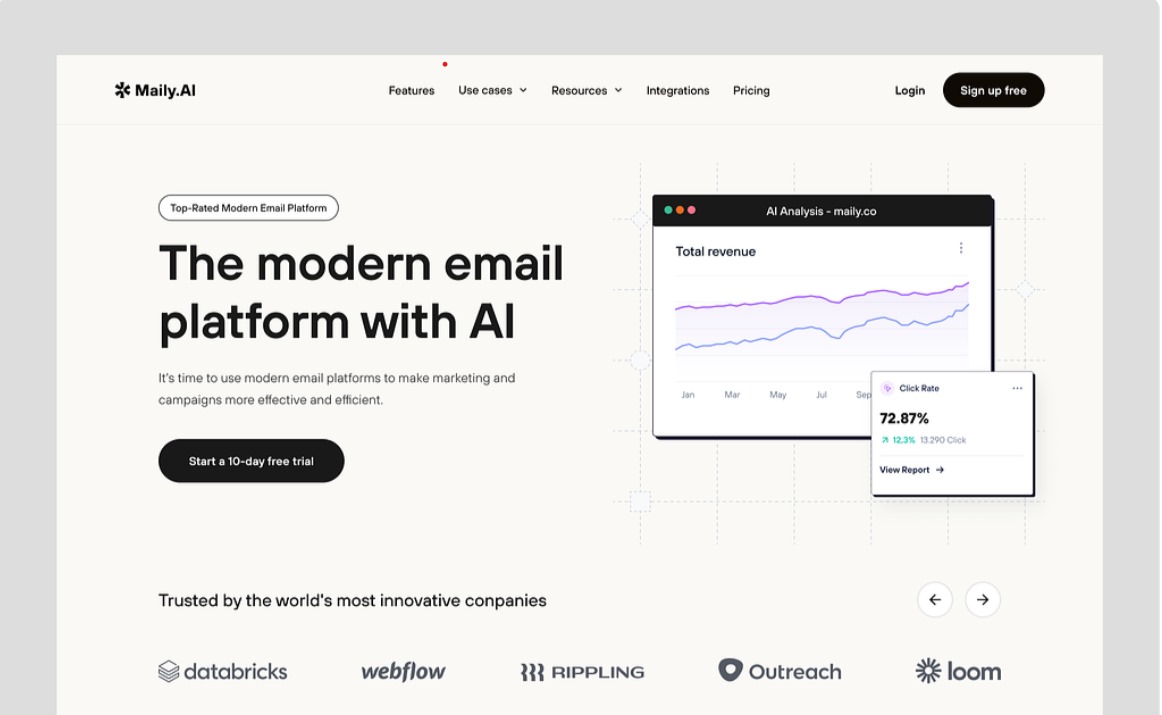 Maily.AI
Features
Use cases
Resources
Integrations
Pricing
Login
Sign up free
Top-Rated Modern Email Platform
The modern email
platform with AI
It's time to use modern email platforms to make marketing and
campaigns more effective and efficient.
Start a 10-day free trial
AI Analysis - maily.co
Total revenue
Jan Mar May Jul Sep
Click Rate
72.87%
12.3% 13.290 Click
View Report
Trusted by the world's most innovative conpanies
databricks
webflow
RIPPLING
Outreach
loom